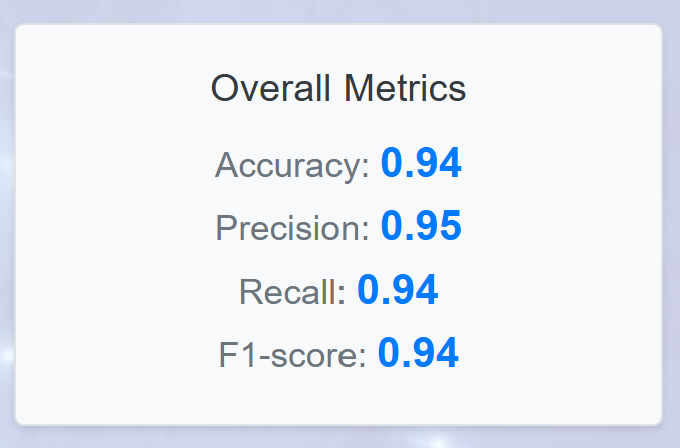 Overall Metrics
Accuracy: 0.94
Precision: 0.95
Recall: 0.94
F1-score: 0.94